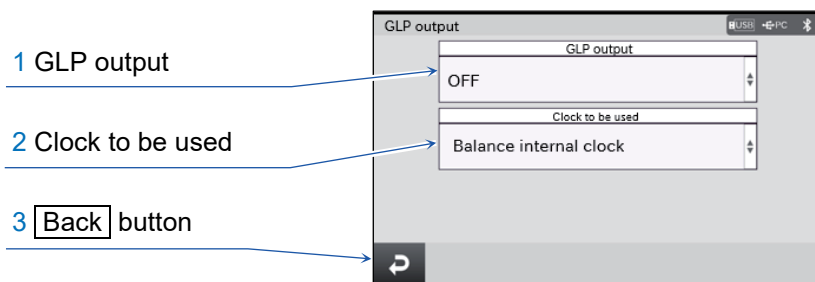 GLP output
USB PC
GLP output
1 GLP output
OFF
Clock to be used
2 Clock to be used
Balance internal clock
3 Back button